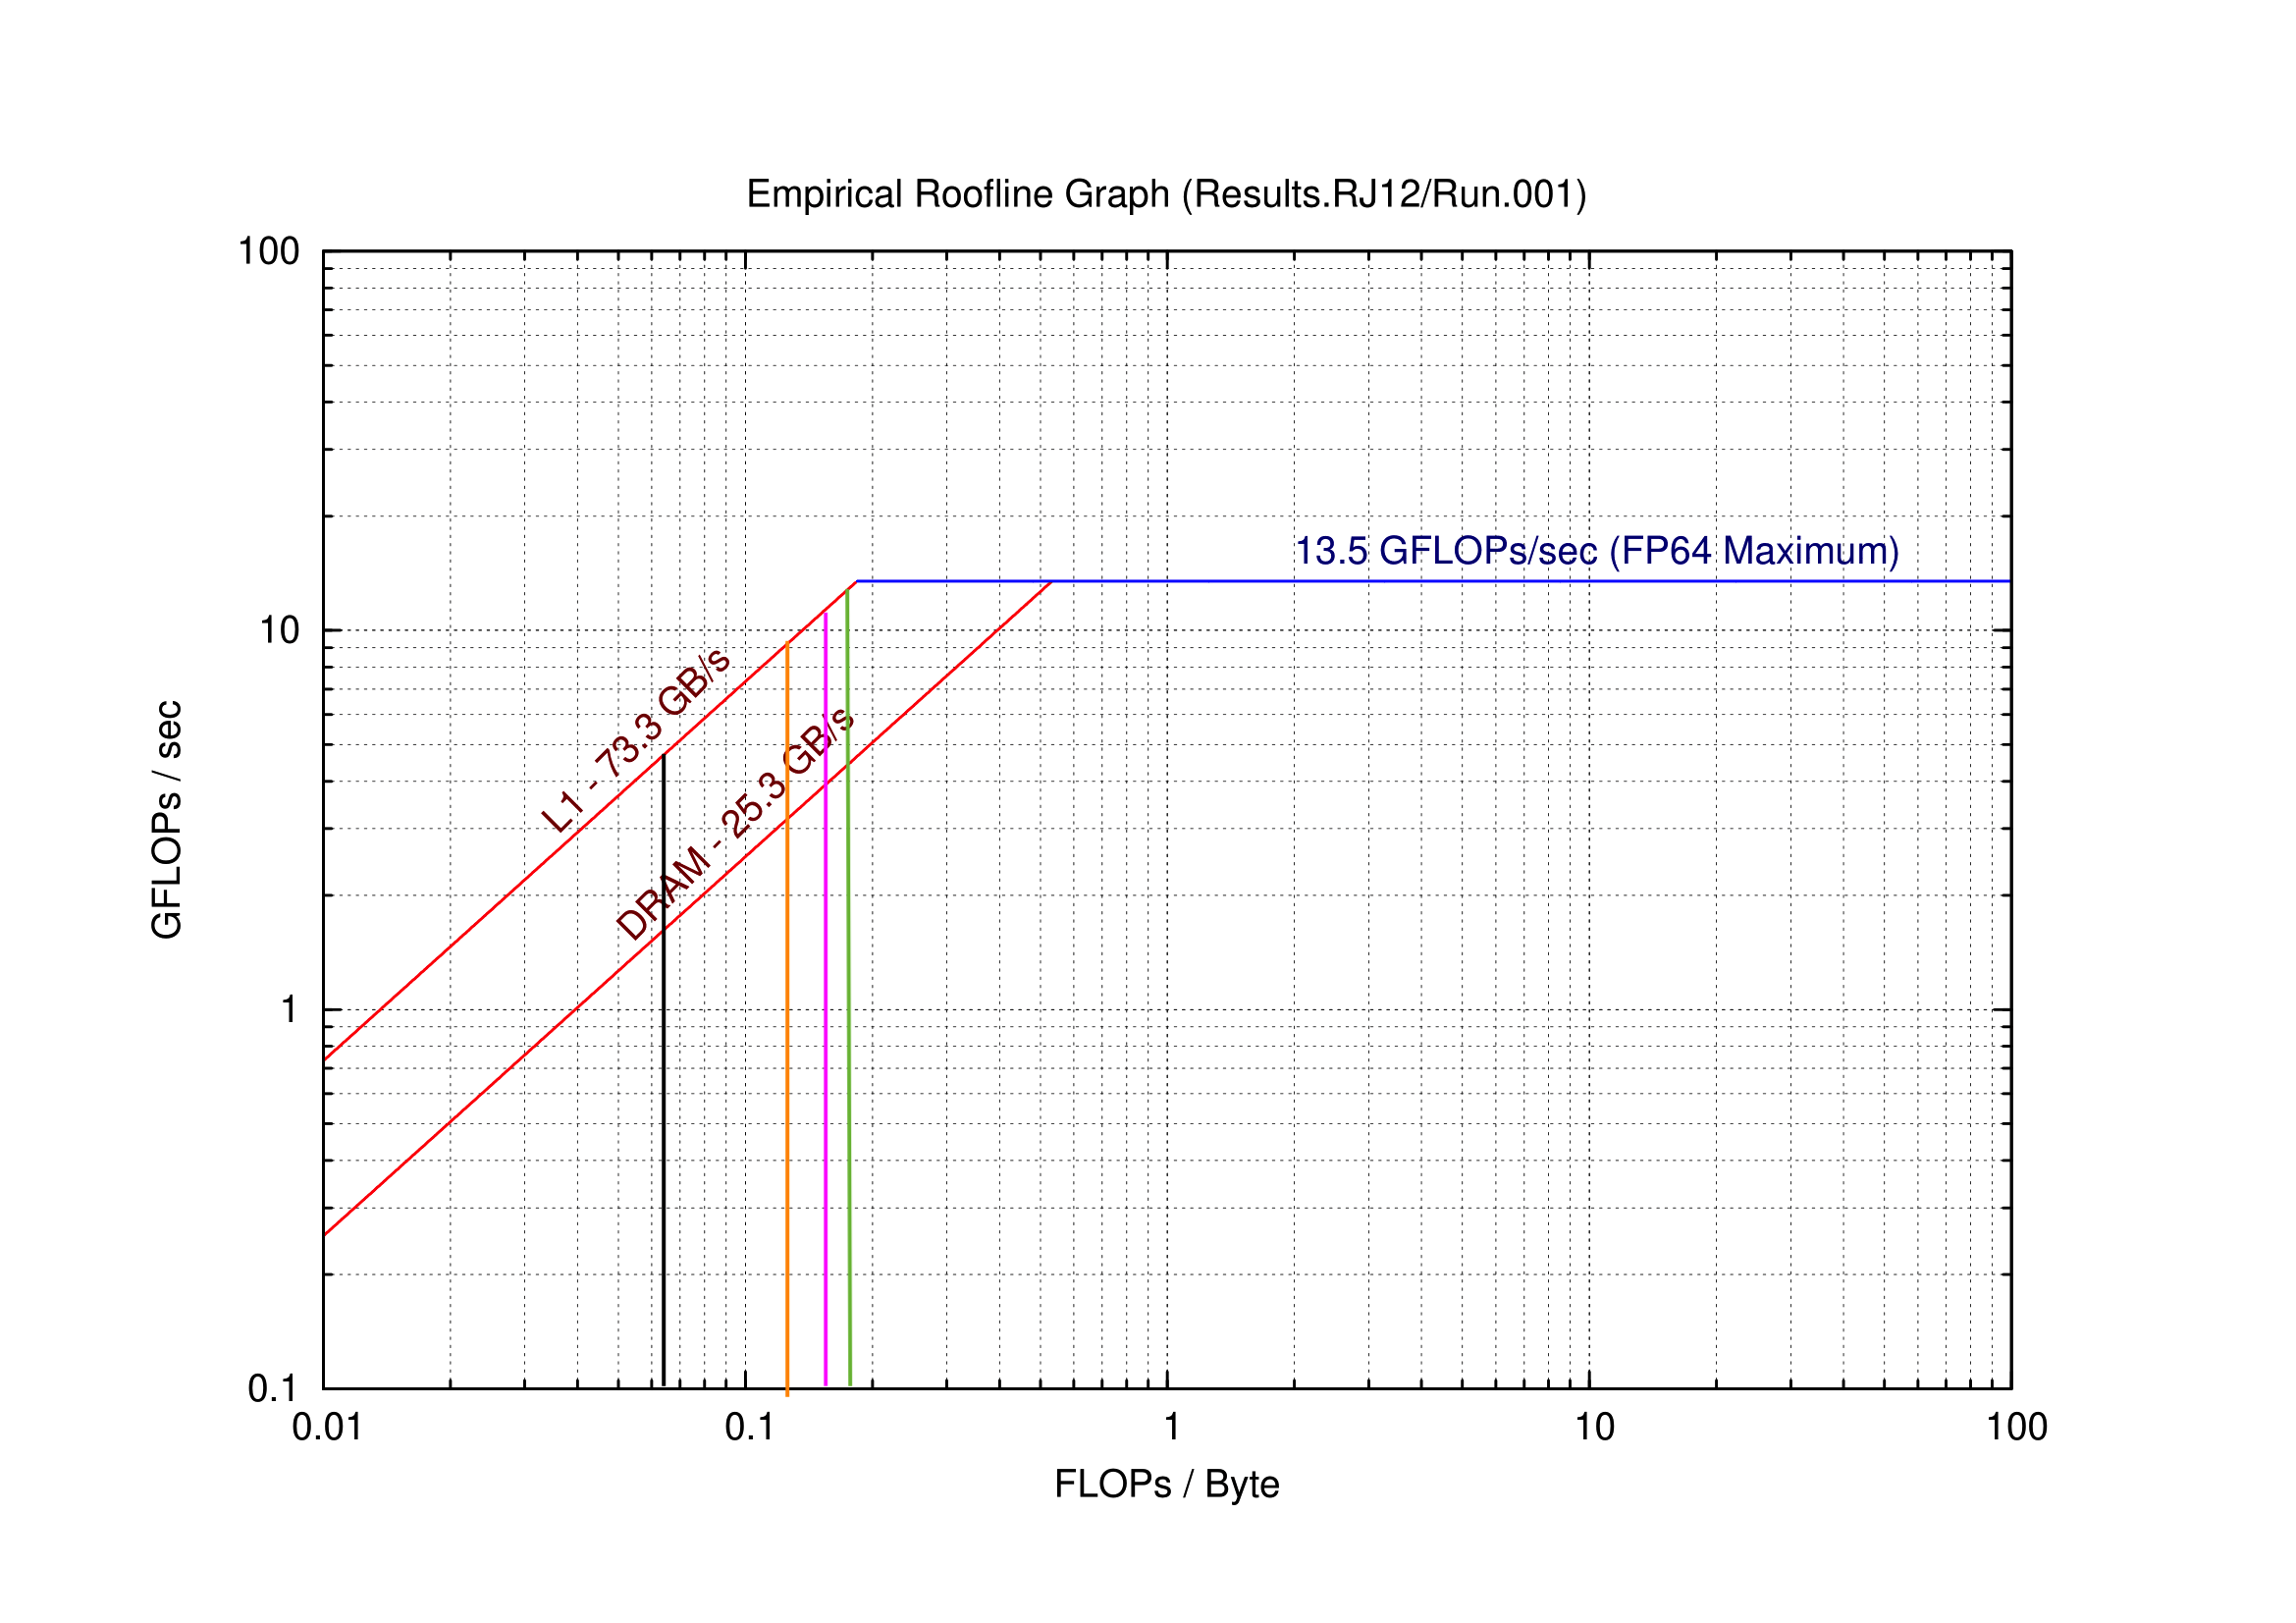 Empirical Roofline Graph (Results.RJ12/Run.001)
100
10
1
0.1
GFLOPs / sec
13.5 GFLOPs/sec (FP64 Maximum)
L1 - 73.3 GB/s
DRAM - 25.3 GB/s
0.01
0.1
1
10
100
FLOPs / Byte